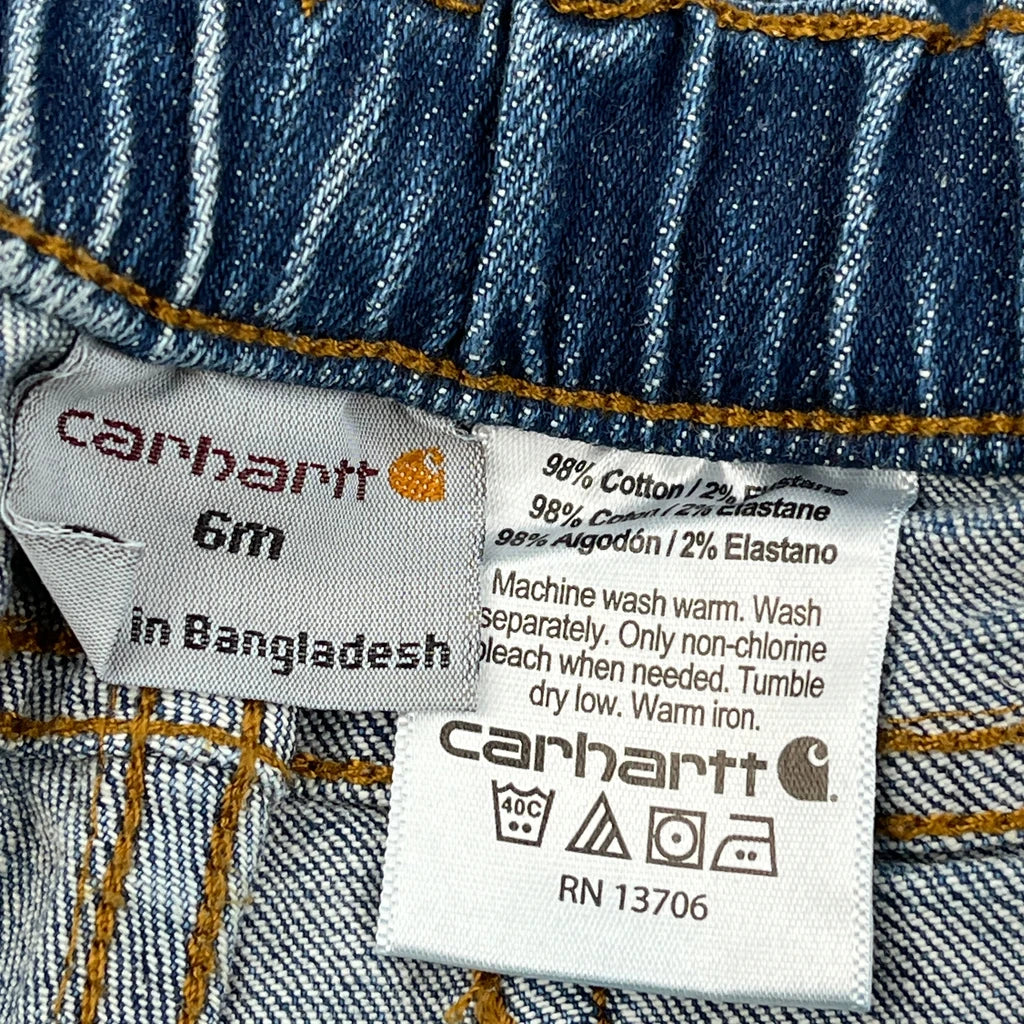 carhartt
6m
in Bangladesh
98% Cotton / 2% Elastane
98% Coton / 2% Elastane
98% Algodón / 2% Elastano
Machine wash warm. Wash
separately. Only non-chlorine
bleach when needed. Tumble
dry low. Warm iron.
carhartt
40C
RN 13706